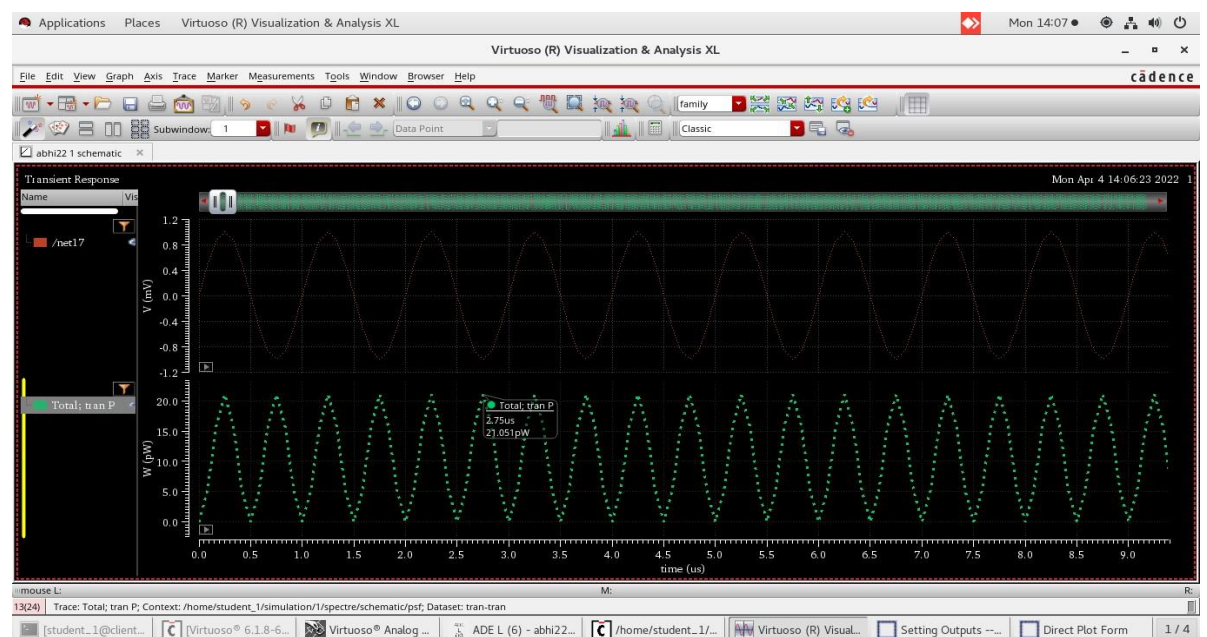 Applications Places Virtuoso (R) Visualization & Analysis XL Mon 14:07
Virtuoso (R) Visualization & Analysis XL
File Edit View Graph Axis Trace Marker Measurements Tools Window Browser Help cādence
family
Subwindow: 1 Data Point Classic
abhi22 1 schematic
Transient Response Mon Apr 4 14:06:23 2022 1
Name Vis
/net17
1.2
0.8
0.4
0.0
-0.4
-0.8
-1.2
V (mV)
Total; tran P
20.0
15.0
10.0
5.0
0.0
W (pW)
Total; tran P
2.75us
21.051pW
0.0 0.5 1.0 1.5 2.0 2.5 3.0 3.5 4.0 4.5 5.0 5.5 6.0 6.5 7.0 7.5 8.0 8.5 9.0
time (us)
mouse L: M: R:
13(24) Trace: Total; tran P; Context: /home/student_1/simulation/1/spectre/schematic/psf; Dataset: tran-tran
[student_1@client... [Virtuoso® 6.1.8-6... Virtuoso® Analog ... ADE L (6) - abhi22... /home/student_1/... Virtuoso (R) Visual... Setting Outputs --... Direct Plot Form 1 / 4